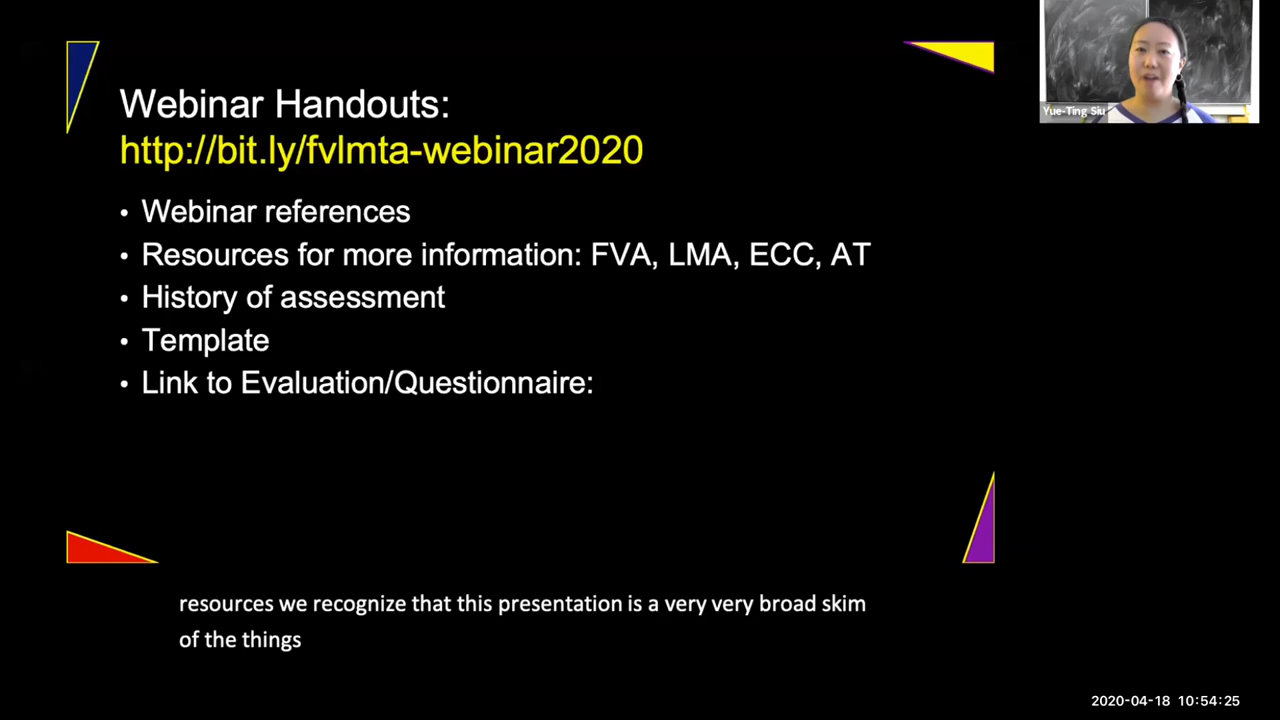 Webinar Handouts:
http://bit.ly/fvlmta-webinar2020
• Webinar references
• Resources for more information: FVA, LMA, ECC, AT
• History of assessment
• Template
• Link to Evaluation/Questionnaire:
Yue-Ting Siu
resources we recognize that this presentation is a very very broad skim
of the things
2020-04-18 10:54:25